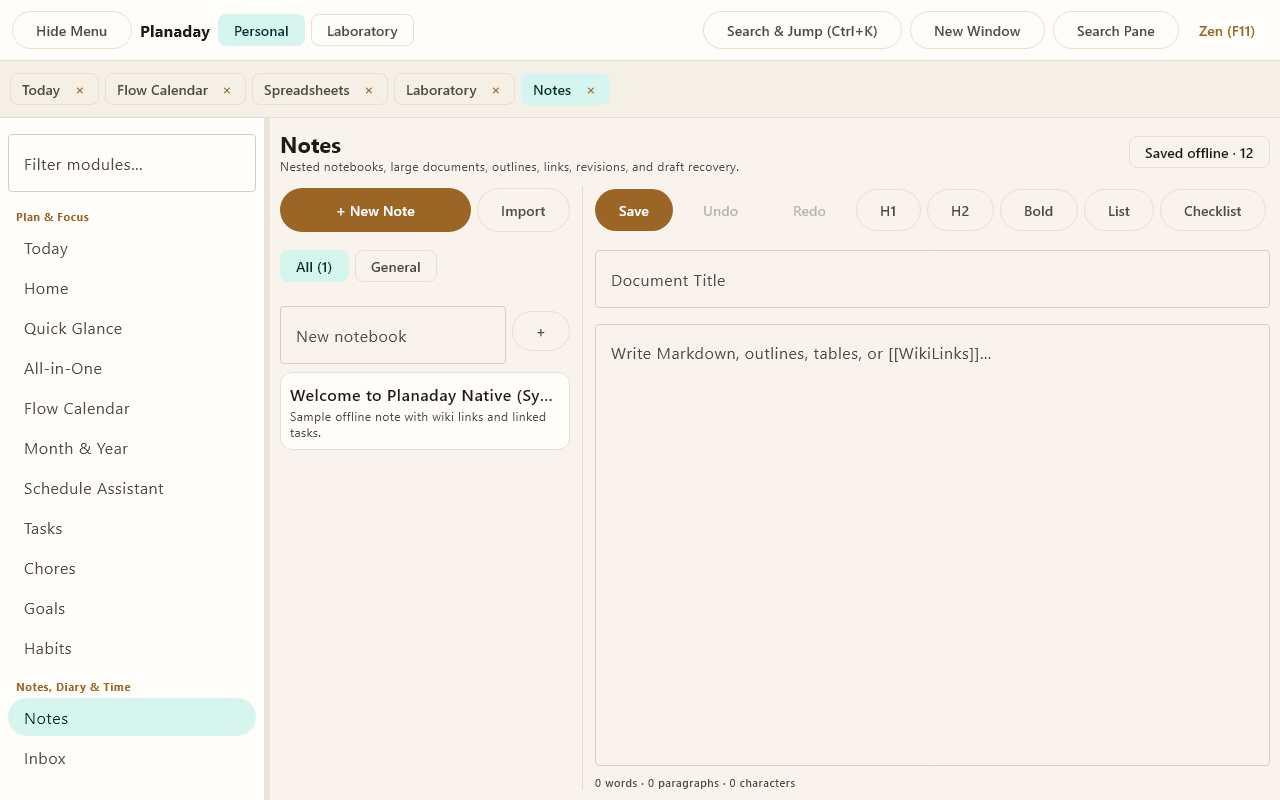 Hide Menu
Planaday
Personal
Laboratory
Search & Jump (Ctrl+K)
New Window
Search Pane
Zen (F11)
Today ×
Flow Calendar ×
Spreadsheets ×
Laboratory ×
Notes ×
Filter modules...
Plan & Focus
Today
Home
Quick Glance
All-in-One
Flow Calendar
Month & Year
Schedule Assistant
Tasks
Chores
Goals
Habits
Notes, Diary & Time
Notes
Inbox
Notes
Nested notebooks, large documents, outlines, links, revisions, and draft recovery.
Saved offline · 12
+ New Note
Import
All (1)
General
New notebook
+
Welcome to Planaday Native (Sy...
Sample offline note with wiki links and linked
tasks.
Save
Undo
Redo
H1
H2
Bold
List
Checklist
Document Title
Write Markdown, outlines, tables, or [[WikiLinks]]...
0 words · 0 paragraphs · 0 characters